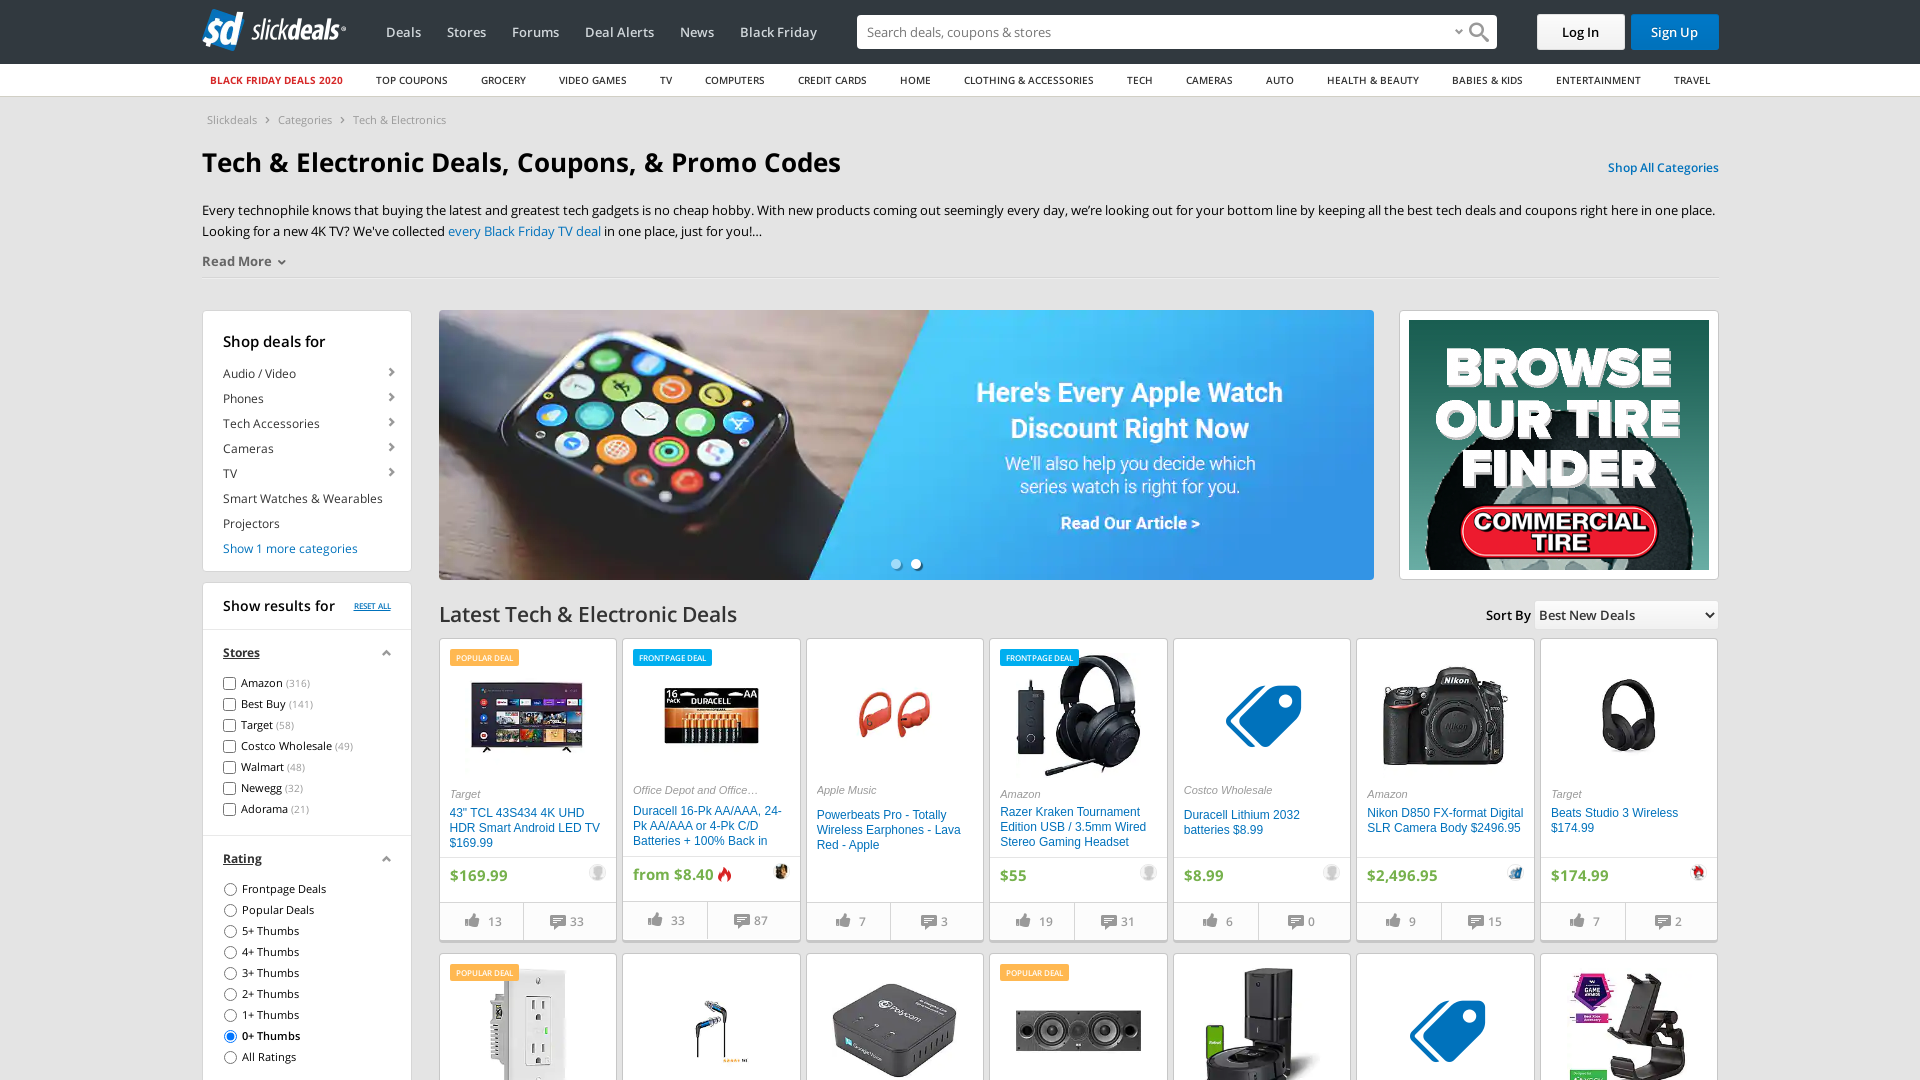 slickdeals
Deals Stores Forums Deal Alerts News Black Friday
Search deals, coupons & stores
Log In Sign Up
BLACK FRIDAY DEALS 2020 TOP COUPONS GROCERY VIDEO GAMES TV COMPUTERS CREDIT CARDS HOME CLOTHING & ACCESSORIES TECH CAMERAS AUTO HEALTH & BEAUTY BABIES & KIDS ENTERTAINMENT TRAVEL
Slickdeals Categories Tech & Electronics
Tech & Electronic Deals, Coupons, & Promo Codes
Shop All Categories
Every technophile knows that buying the latest and greatest tech gadgets is no cheap hobby. With new products coming out seemingly every day, we’re looking out for your bottom line by keeping all the best tech deals and coupons right here in one place.
Looking for a new 4K TV? We've collected every Black Friday TV deal in one place, just for you!...
Read More
Shop deals for
Audio / Video
Phones
Tech Accessories
Cameras
TV
Smart Watches & Wearables
Projectors
Show 1 more categories
Show results for RESET ALL
Stores
Amazon (316)
Best Buy (141)
Target (58)
Costco Wholesale (49)
Walmart (48)
Newegg (32)
Adorama (21)
Rating
Frontpage Deals
Popular Deals
5+ Thumbs
4+ Thumbs
3+ Thumbs
2+ Thumbs
1+ Thumbs
0+ Thumbs
All Ratings
Here's Every Apple Watch
Discount Right Now
We'll also help you decide which
series watch is right for you.
Read Our Article >
BROWSE
OUR TIRE
FINDER
COMMERCIAL
TIRE
Latest Tech & Electronic Deals
Sort By Best New Deals
POPULAR DEAL
Target
43" TCL 43S434 4K UHD
HDR Smart Android LED TV
$169.99
$169.99
13 33
FRONTPAGE DEAL
16
PACK
DURACELL
AA
Office Depot and Office…
Duracell 16-Pk AA/AAA, 24-
Pk AA/AAA or 4-Pk C/D
Batteries + 100% Back in
from $8.40
33 87
Apple Music
Powerbeats Pro - Totally
Wireless Earphones - Lava
Red - Apple
7 3
FRONTPAGE DEAL
Amazon
Razer Kraken Tournament
Edition USB / 3.5mm Wired
Stereo Gaming Headset
$55
19 31
Costco Wholesale
Duracell Lithium 2032
batteries $8.99
$8.99
6 0
Nikon
Amazon
Nikon D850 FX-format Digital
SLR Camera Body $2496.95
$2,496.95
9 15
Target
Beats Studio 3 Wireless
$174.99
$174.99
7 2
POPULAR DEAL
Polycom
POPULAR DEAL
GAME
AWARDS